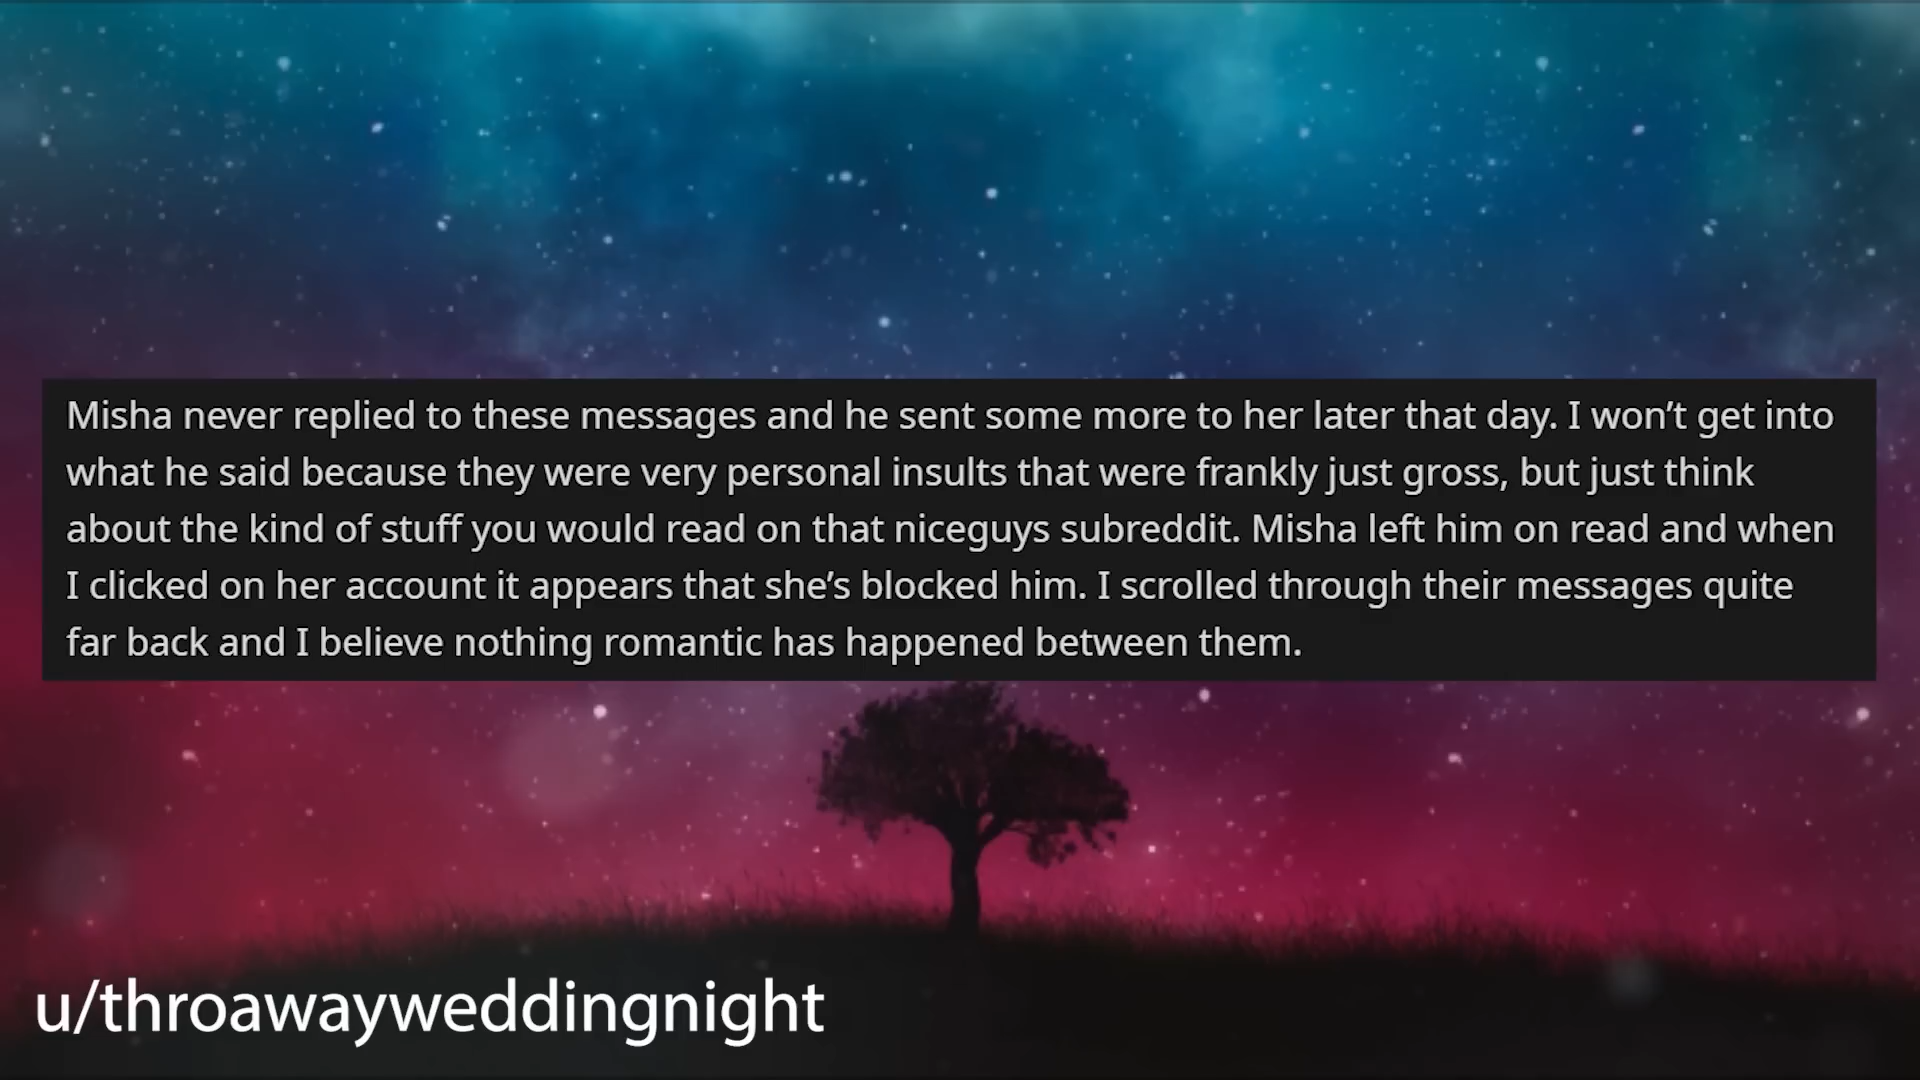 Misha never replied to these messages and he sent some more to her later that day. I won’t get into
what he said because they were very personal insults that were frankly just gross, but just think
about the kind of stuff you would read on that niceguys subreddit. Misha left him on read and when
I clicked on her account it appears that she’s blocked him. I scrolled through their messages quite
far back and I believe nothing romantic has happened between them.
u/throawayweddingnight